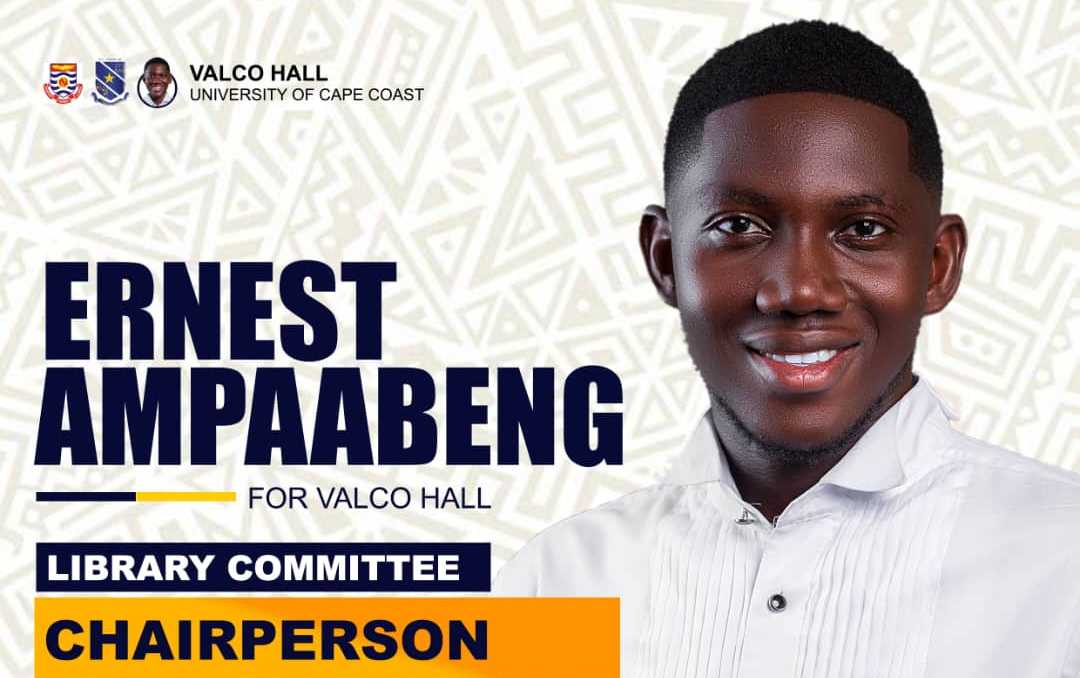 VALCO HALL
UNIVERSITY OF CAPE COAST
ERNEST
AMPAABENG
FOR VALCO HALL
LIBRARY COMMITTEE
CHAIRPERSON